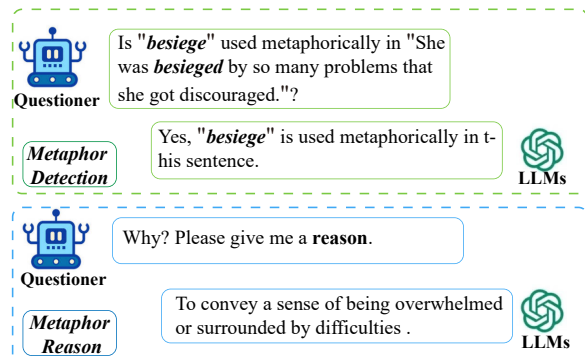 Is "besiege" used metaphorically in "She
was besieged by so many problems that
she got discouraged."?
Questioner
Yes, "besiege" is used metaphorically in t-
his sentence.
Metaphor
Detection
LLMs
Why? Please give me a reason.
Questioner
To convey a sense of being overwhelmed
or surrounded by difficulties .
Metaphor
Reason
LLMs